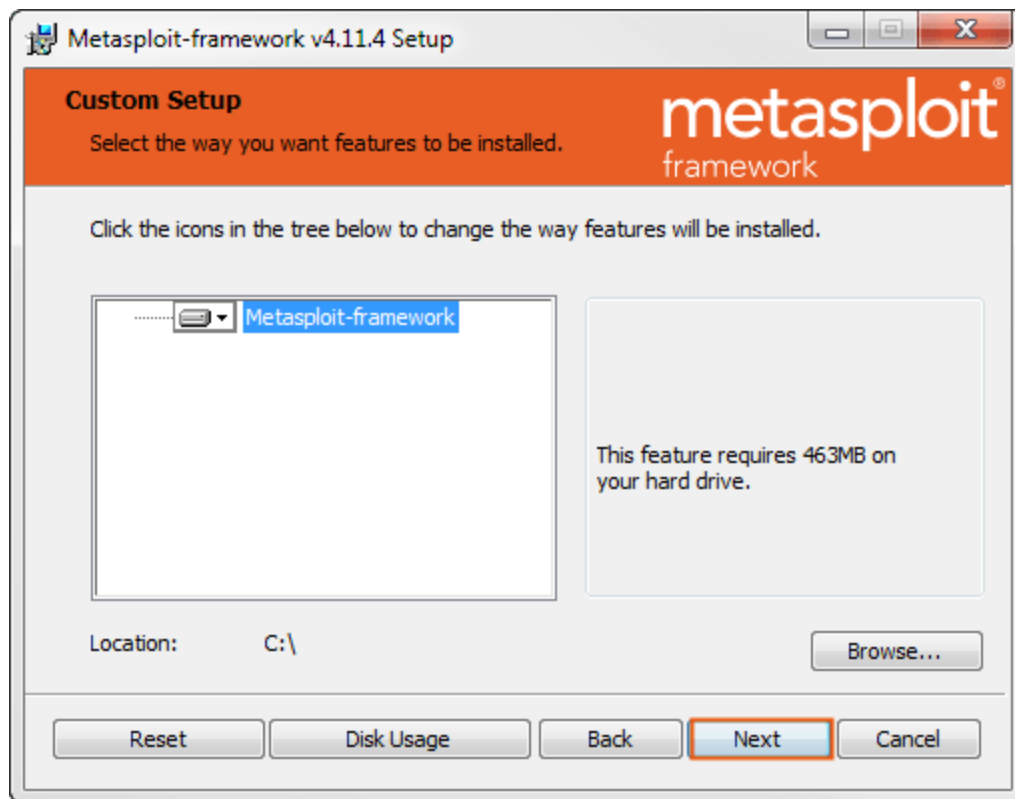 Metasploit-framework v4.11.4 Setup
Custom Setup
Select the way you want features to be installed.
metasploit®
framework
Click the icons in the tree below to change the way features will be installed.
Metasploit-framework
This feature requires 463MB on
your hard drive.
Location: C:\
Browse...
Reset Disk Usage Back Next Cancel